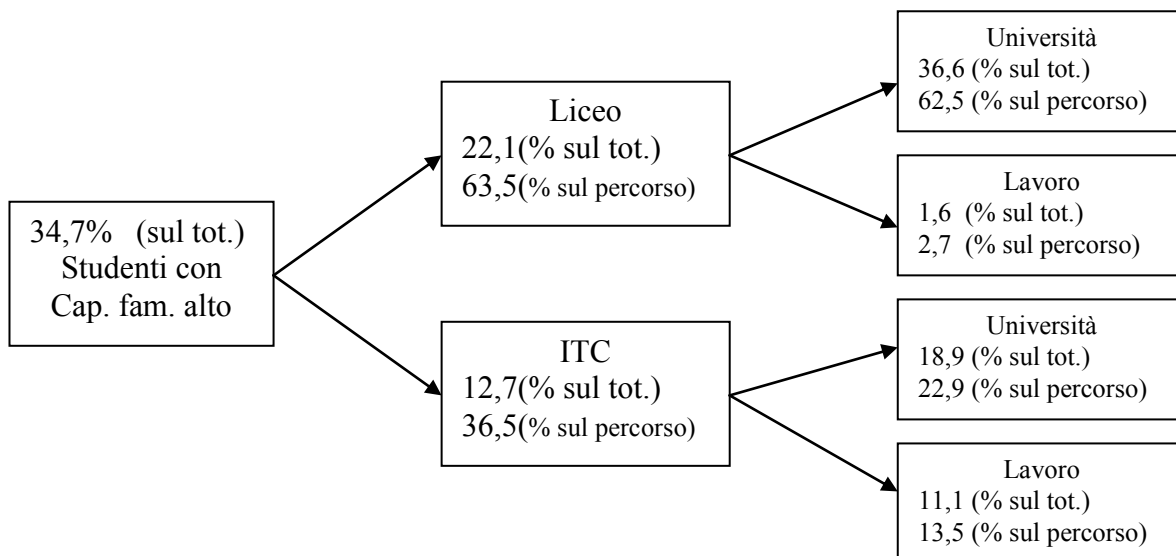 34,7% (sul tot.)
Studenti con
Cap. fam. alto
Liceo
22,1(% sul tot.)
63,5(% sul percorso)
ITC
12,7(% sul tot.)
36,5(% sul percorso)
Università
36,6 (% sul tot.)
62,5 (% sul percorso)
Lavoro
1,6 (% sul tot.)
2,7 (% sul percorso)
Università
18,9 (% sul tot.)
22,9 (% sul percorso)
Lavoro
11,1 (% sul tot.)
13,5 (% sul percorso)